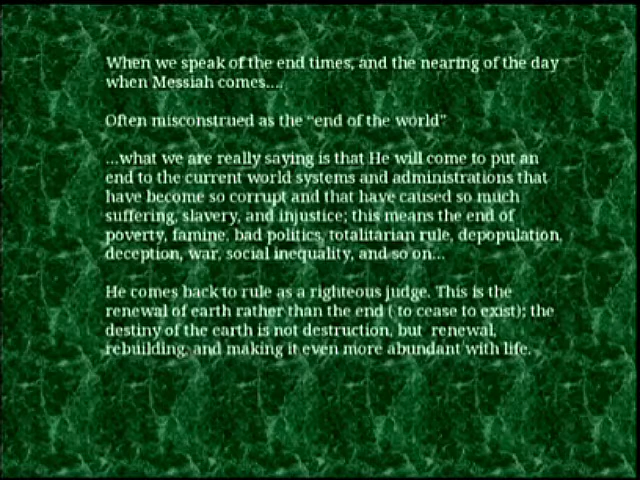 When we speak of the end times, and the nearing of the day
when Messiah comes....
Often misconstrued as the "end of the world"
...what we are really saying is that He will come to put an
end to the current world systems and administrations that
have become so corrupt and that have caused so much
suffering, slavery, and injustice; this means the end of
poverty, famine, bad politics, totalitarian rule, depopulation,
deception, war, social inequality, and so on...
He comes back to rule as a righteous judge. This is the
renewal of earth rather than the end ( to cease to exist); the
destiny of the earth is not destruction, but  renewal,
rebuilding, and making it even more abundant with life.